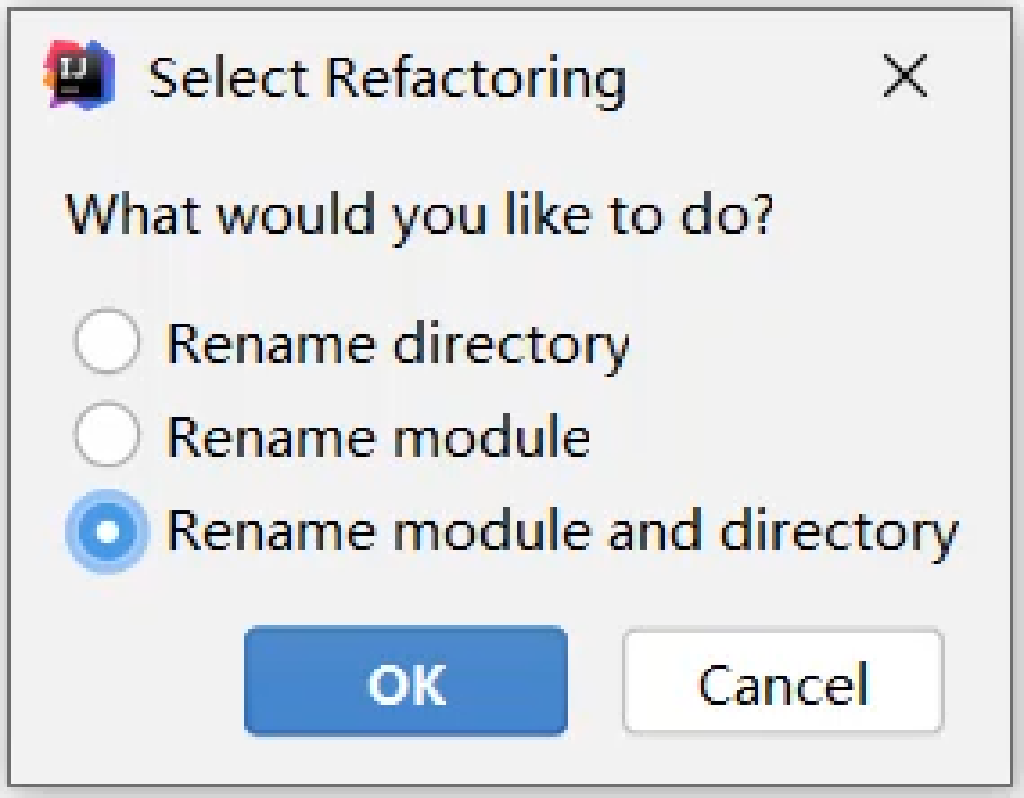 IJ
Select Refactoring
What would you like to do?
Rename directory
Rename module
Rename module and directory
OK
Cancel